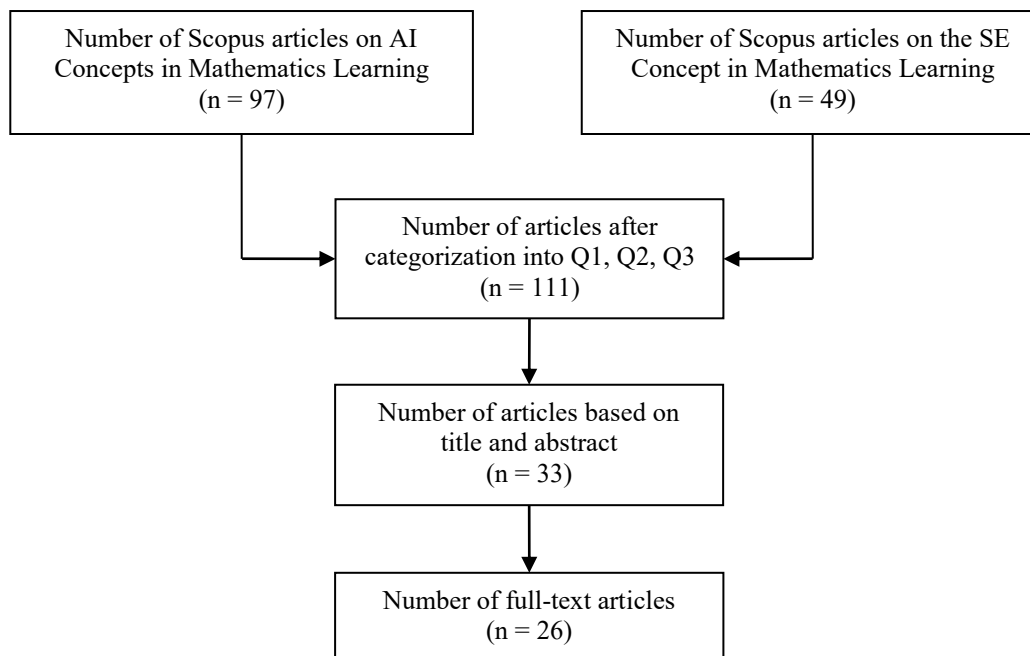 Number of Scopus articles on AI
Concepts in Mathematics Learning
(n = 97)
Number of Scopus articles on the SE
Concept in Mathematics Learning
(n = 49)
Number of articles after
categorization into Q1, Q2, Q3
(n = 111)
Number of articles based on
title and abstract
(n = 33)
Number of full-text articles
(n = 26)